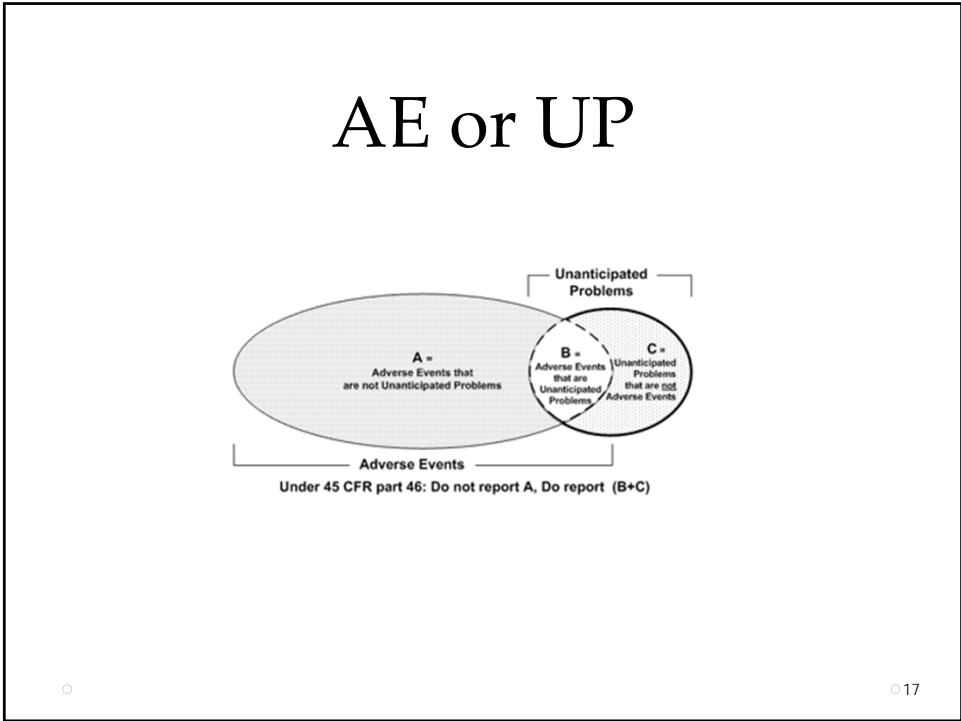 AE or UP
Unanticipated
Problems
A =
Adverse Events that
are not Unanticipated Problems
B =
Adverse Events
that are
Unanticipated
Problems
C =
Unanticipated
Problems
that are not
Adverse Events
Adverse Events
Under 45 CFR part 46: Do not report A, Do report (B+C)
17